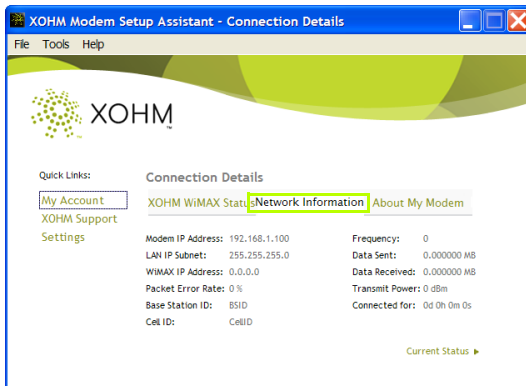 XOHM Modem Setup Assistant - Connection Details
File Tools Help
XOHM™
Quick Links:
My Account
XOHM Support
Settings
Connection Details
XOHM WiMAX Status Network Information About My Modem
Modem IP Address: 192.168.1.100 Frequency: 0
LAN IP Subnet: 255.255.255.0 Data Sent: 0.000000 MB
WiMAX IP Address: 0.0.0.0 Data Received: 0.000000 MB
Packet Error Rate: 0 % Transmit Power: 0 dBm
Base Station ID: BSID Connected for: 0d 0h 0m 0s
Cell ID: CellID
Current Status